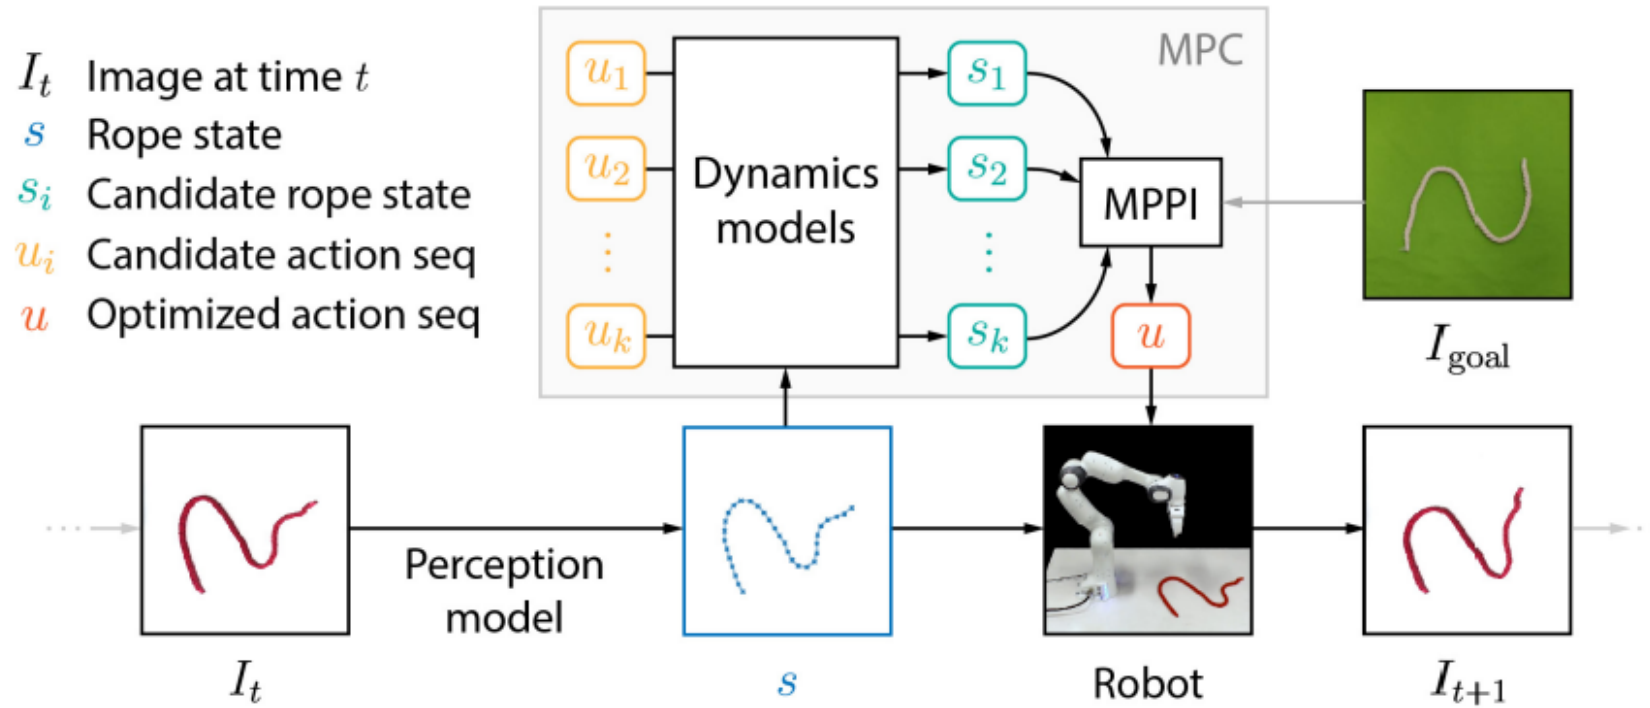 I_t Image at time t
s Rope state
s_i Candidate rope state
u_i Candidate action seq
u Optimized action seq
MPC
u_1
s_1
u_2
Dynamics
models
s_2
MPPI
⋮
⋮
u_k
s_k
u
I_goal
Perception
model
I_t
s
Robot
I_{t+1}